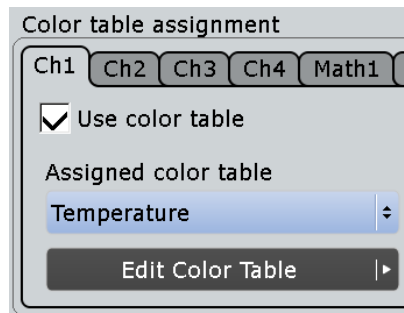 Color table assignment
Ch1 Ch2 Ch3 Ch4 Math1
Use color table
Assigned color table
Temperature
Edit Color Table